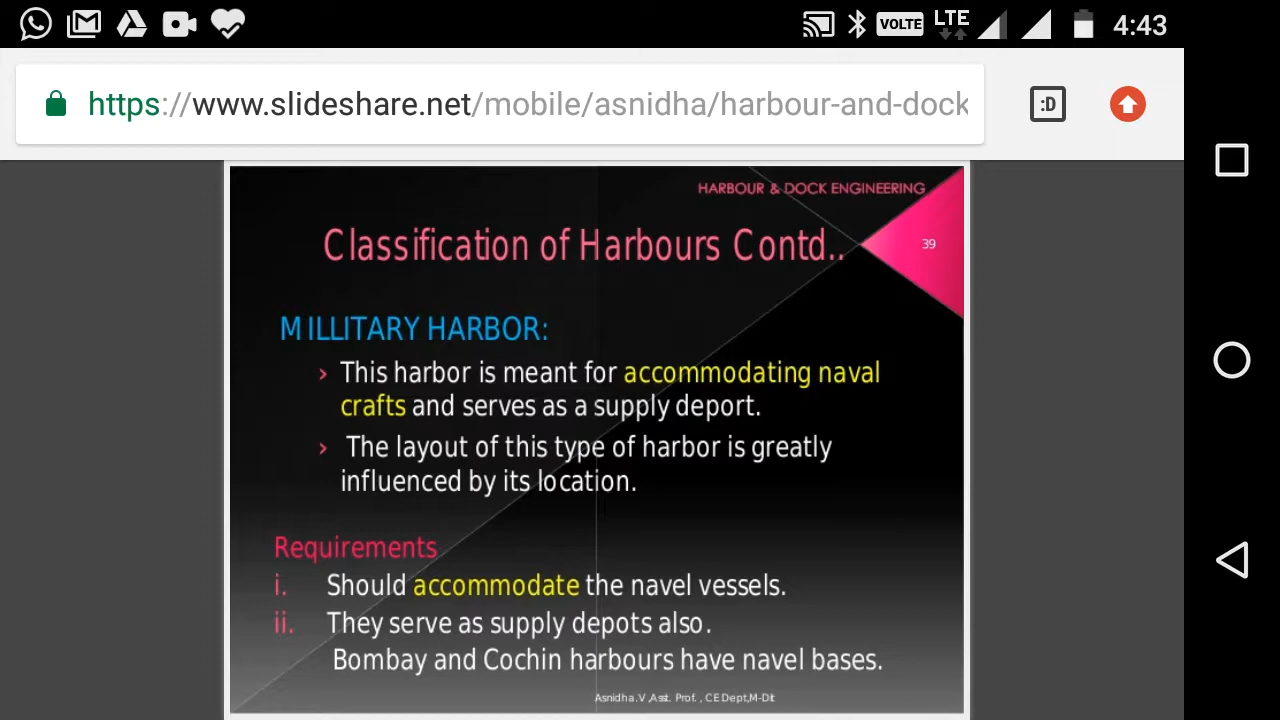 VOLTE LTE 4:43
https://www.slideshare.net/mobile/asnidha/harbour-and-dock
:D
HARBOUR & DOCK ENGINEERING
Classification of Harbours Contd..
39
MILLITARY HARBOR:
› This harbor is meant for accommodating naval
crafts and serves as a supply deport.
› The layout of this type of harbor is greatly
influenced by its location.
Requirements
i. Should accommodate the navel vessels.
ii. They serve as supply depots also.
Bombay and Cochin harbours have navel bases.
Asnidha.V ,Asst. Prof. , CE Dept,M-Dit